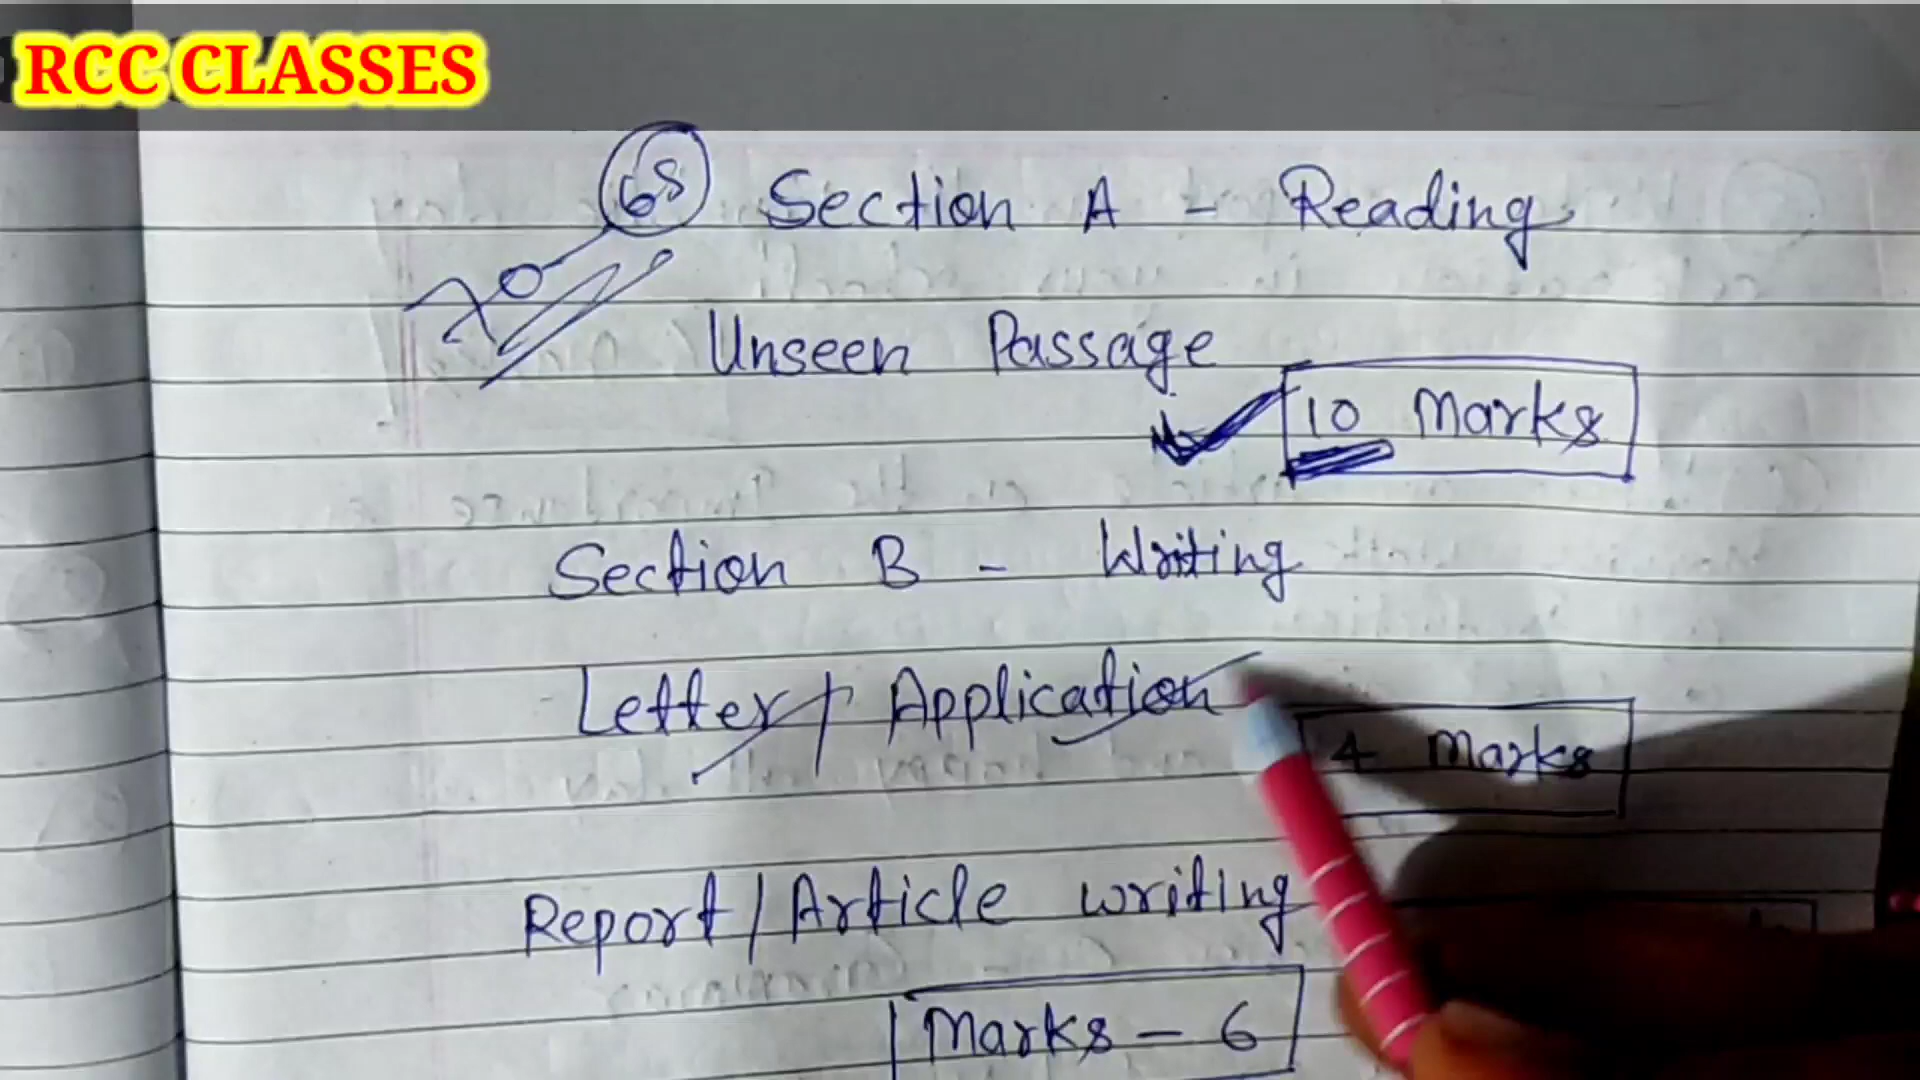 RCC CLASSES
68 Section A - Reading
70
Unseen Passage
10 Marks
Section B - Writing
Letter / Application
4 Marks
Report/Article writing
Marks - 6